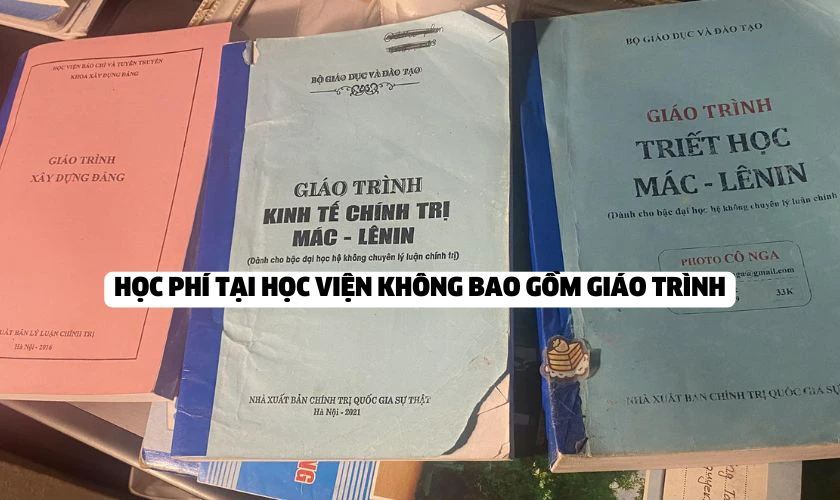 HỌC VIỆN BÁO CHÍ VÀ TUYÊN TRUYỀN
KHOA XÂY DỰNG ĐẢNG
GIÁO TRÌNH
XÂY DỰNG ĐẢNG
XUẤT BẢN LÝ LUẬN CHÍNH TRỊ
Hà Nội - 2016
BỘ GIÁO DỤC VÀ ĐÀO TẠO
GIÁO TRÌNH
KINH TẾ CHÍNH TRỊ
MÁC - LÊNIN
(Dành cho bậc đại học hệ không chuyên lý luận chính trị)
NHÀ XUẤT BẢN CHÍNH TRỊ QUỐC GIA SỰ THẬT
Hà Nội - 2021
BỘ GIÁO DỤC VÀ ĐÀO TẠO
GIÁO TRÌNH
TRIẾT HỌC
MÁC - LÊNIN
(Dành cho bậc đại học hệ không chuyên lý luận chính
PHOTO CÔ NGA
@gmail.com
33K
NHÀ XUẤT BẢN CHÍNH TRỊ QUỐC GIA SỰ
HỌC PHÍ TẠI HỌC VIỆN KHÔNG BAO GỒM GIÁO TRÌNH